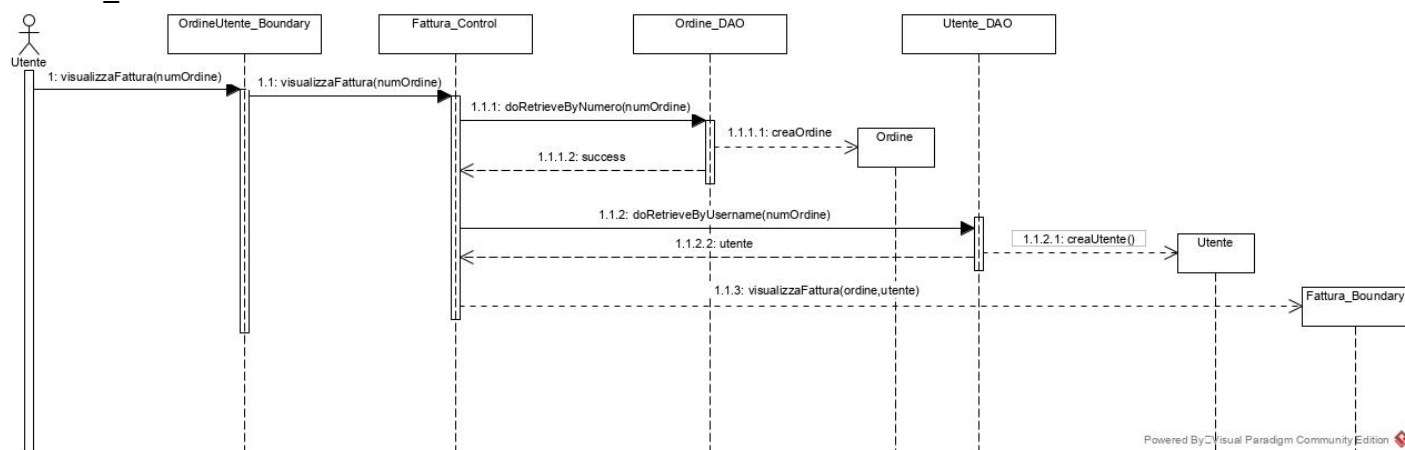 OrdineUtente_Boundary
Fattura_Control
Ordine_DAO
Utente_DAO
Utente
1: visualizzaFattura(numOrdine)
1.1: visualizzaFattura(numOrdine)
1.1.1: doRetrieveByNumero(numOrdine)
1.1.1.1: creaOrdine
Ordine
1.1.1.2: success
1.1.2: doRetrieveByUsername(numOrdine)
1.1.2.1: creaUtente()
Utente
1.1.2.2: utente
1.1.3: visualizzaFattura(ordine,utente)
Fattura_Boundary
Powered By Visual Paradigm Community Edition